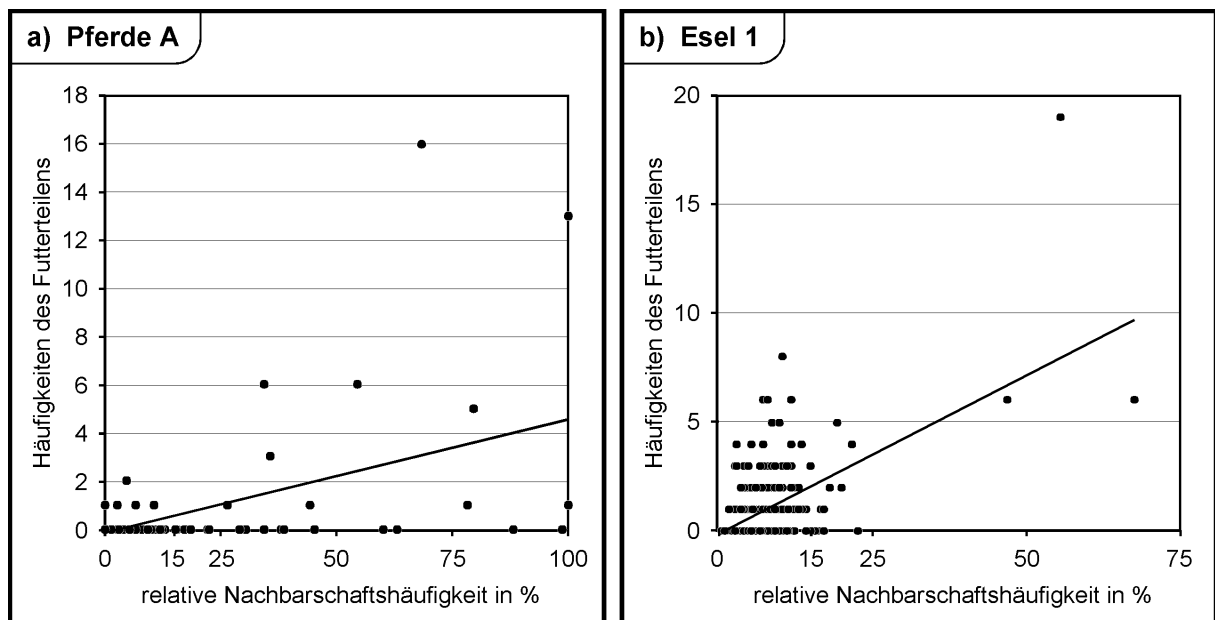 a) Pferde A
Häufigkeiten des Futterteilens
18
16
14
12
10
8
6
4
2
0
0 15 25 50 75 100
relative Nachbarschaftshäufigkeit in %
b) Esel 1
Häufigkeiten des Futterteilens
20
15
10
5
0
0 15 25 50 75
relative Nachbarschaftshäufigkeit in %